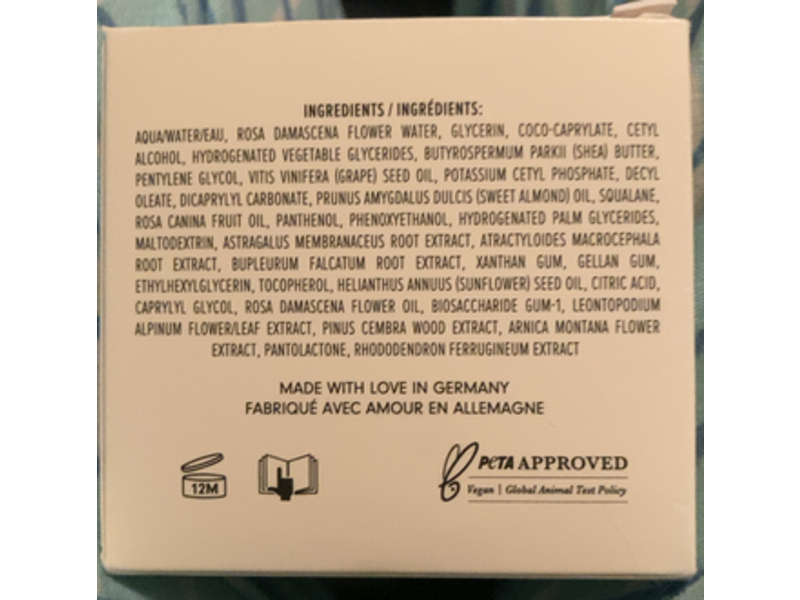 INGREDIENTS / INGRÉDIENTS:
AQUA/WATER/EAU, ROSA DAMASCENA FLOWER WATER, GLYCERIN, COCO-CAPRYLATE, CETYL
ALCOHOL, HYDROGENATED VEGETABLE GLYCERIDES, BUTYROSPERMUM PARKII (SHEA) BUTTER,
PENTYLENE GLYCOL, VITIS VINIFERA (GRAPE) SEED OIL, POTASSIUM CETYL PHOSPHATE, DECYL
OLEATE, DICAPRYLYL CARBONATE, PRUNUS AMYGDALUS DULCIS (SWEET ALMOND) OIL, SQUALANE,
ROSA CANINA FRUIT OIL, PANTHENOL, PHENOXYETHANOL, HYDROGENATED PALM GLYCERIDES,
MALTODEXTRIN, ASTRAGALUS MEMBRANACEUS ROOT EXTRACT, ATRACTYLOIDES MACROCEPHALA
ROOT EXTRACT, BUPLEURUM FALCATUM ROOT EXTRACT, XANTHAN GUM, GELLAN GUM,
ETHYLHEXYLGLYCERIN, TOCOPHEROL, HELIANTHUS ANNUUS (SUNFLOWER) SEED OIL, CITRIC ACID,
CAPRYLYL GLYCOL, ROSA DAMASCENA FLOWER OIL, BIOSACCHARIDE GUM-1, LEONTOPODIUM
ALPINUM FLOWER/LEAF EXTRACT, PINUS CEMBRA WOOD EXTRACT, ARNICA MONTANA FLOWER
EXTRACT, PANTOLACTONE, RHODODENDRON FERRUGINEUM EXTRACT
MADE WITH LOVE IN GERMANY
FABRIQUÉ AVEC AMOUR EN ALLEMAGNE
12M
PETA APPROVED
Vegan | Global Animal Test Policy